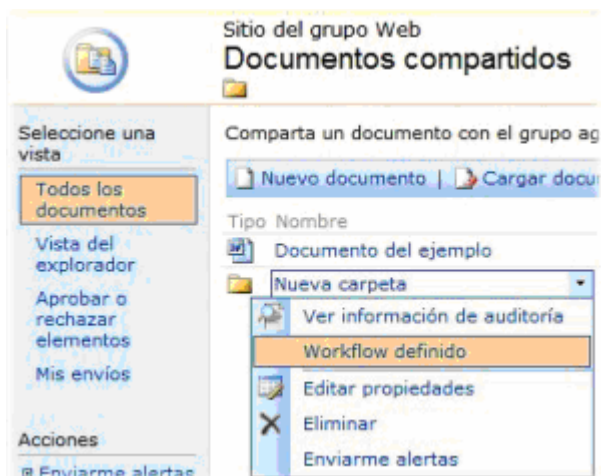 Sitio del grupo Web
Documentos compartidos
Seleccione una
vista
Todos los
documentos
Vista del
explorador
Aprobar o
rechazar
elementos
Mis envíos
Acciones
Enviarme alertas
Comparta un documento con el grupo ag
Nuevo documento | Cargar docu
Tipo Nombre
Documento del ejemplo
Nueva carpeta
Ver información de auditoría
Workflow definido
Editar propiedades
Eliminar
Enviarme alertas